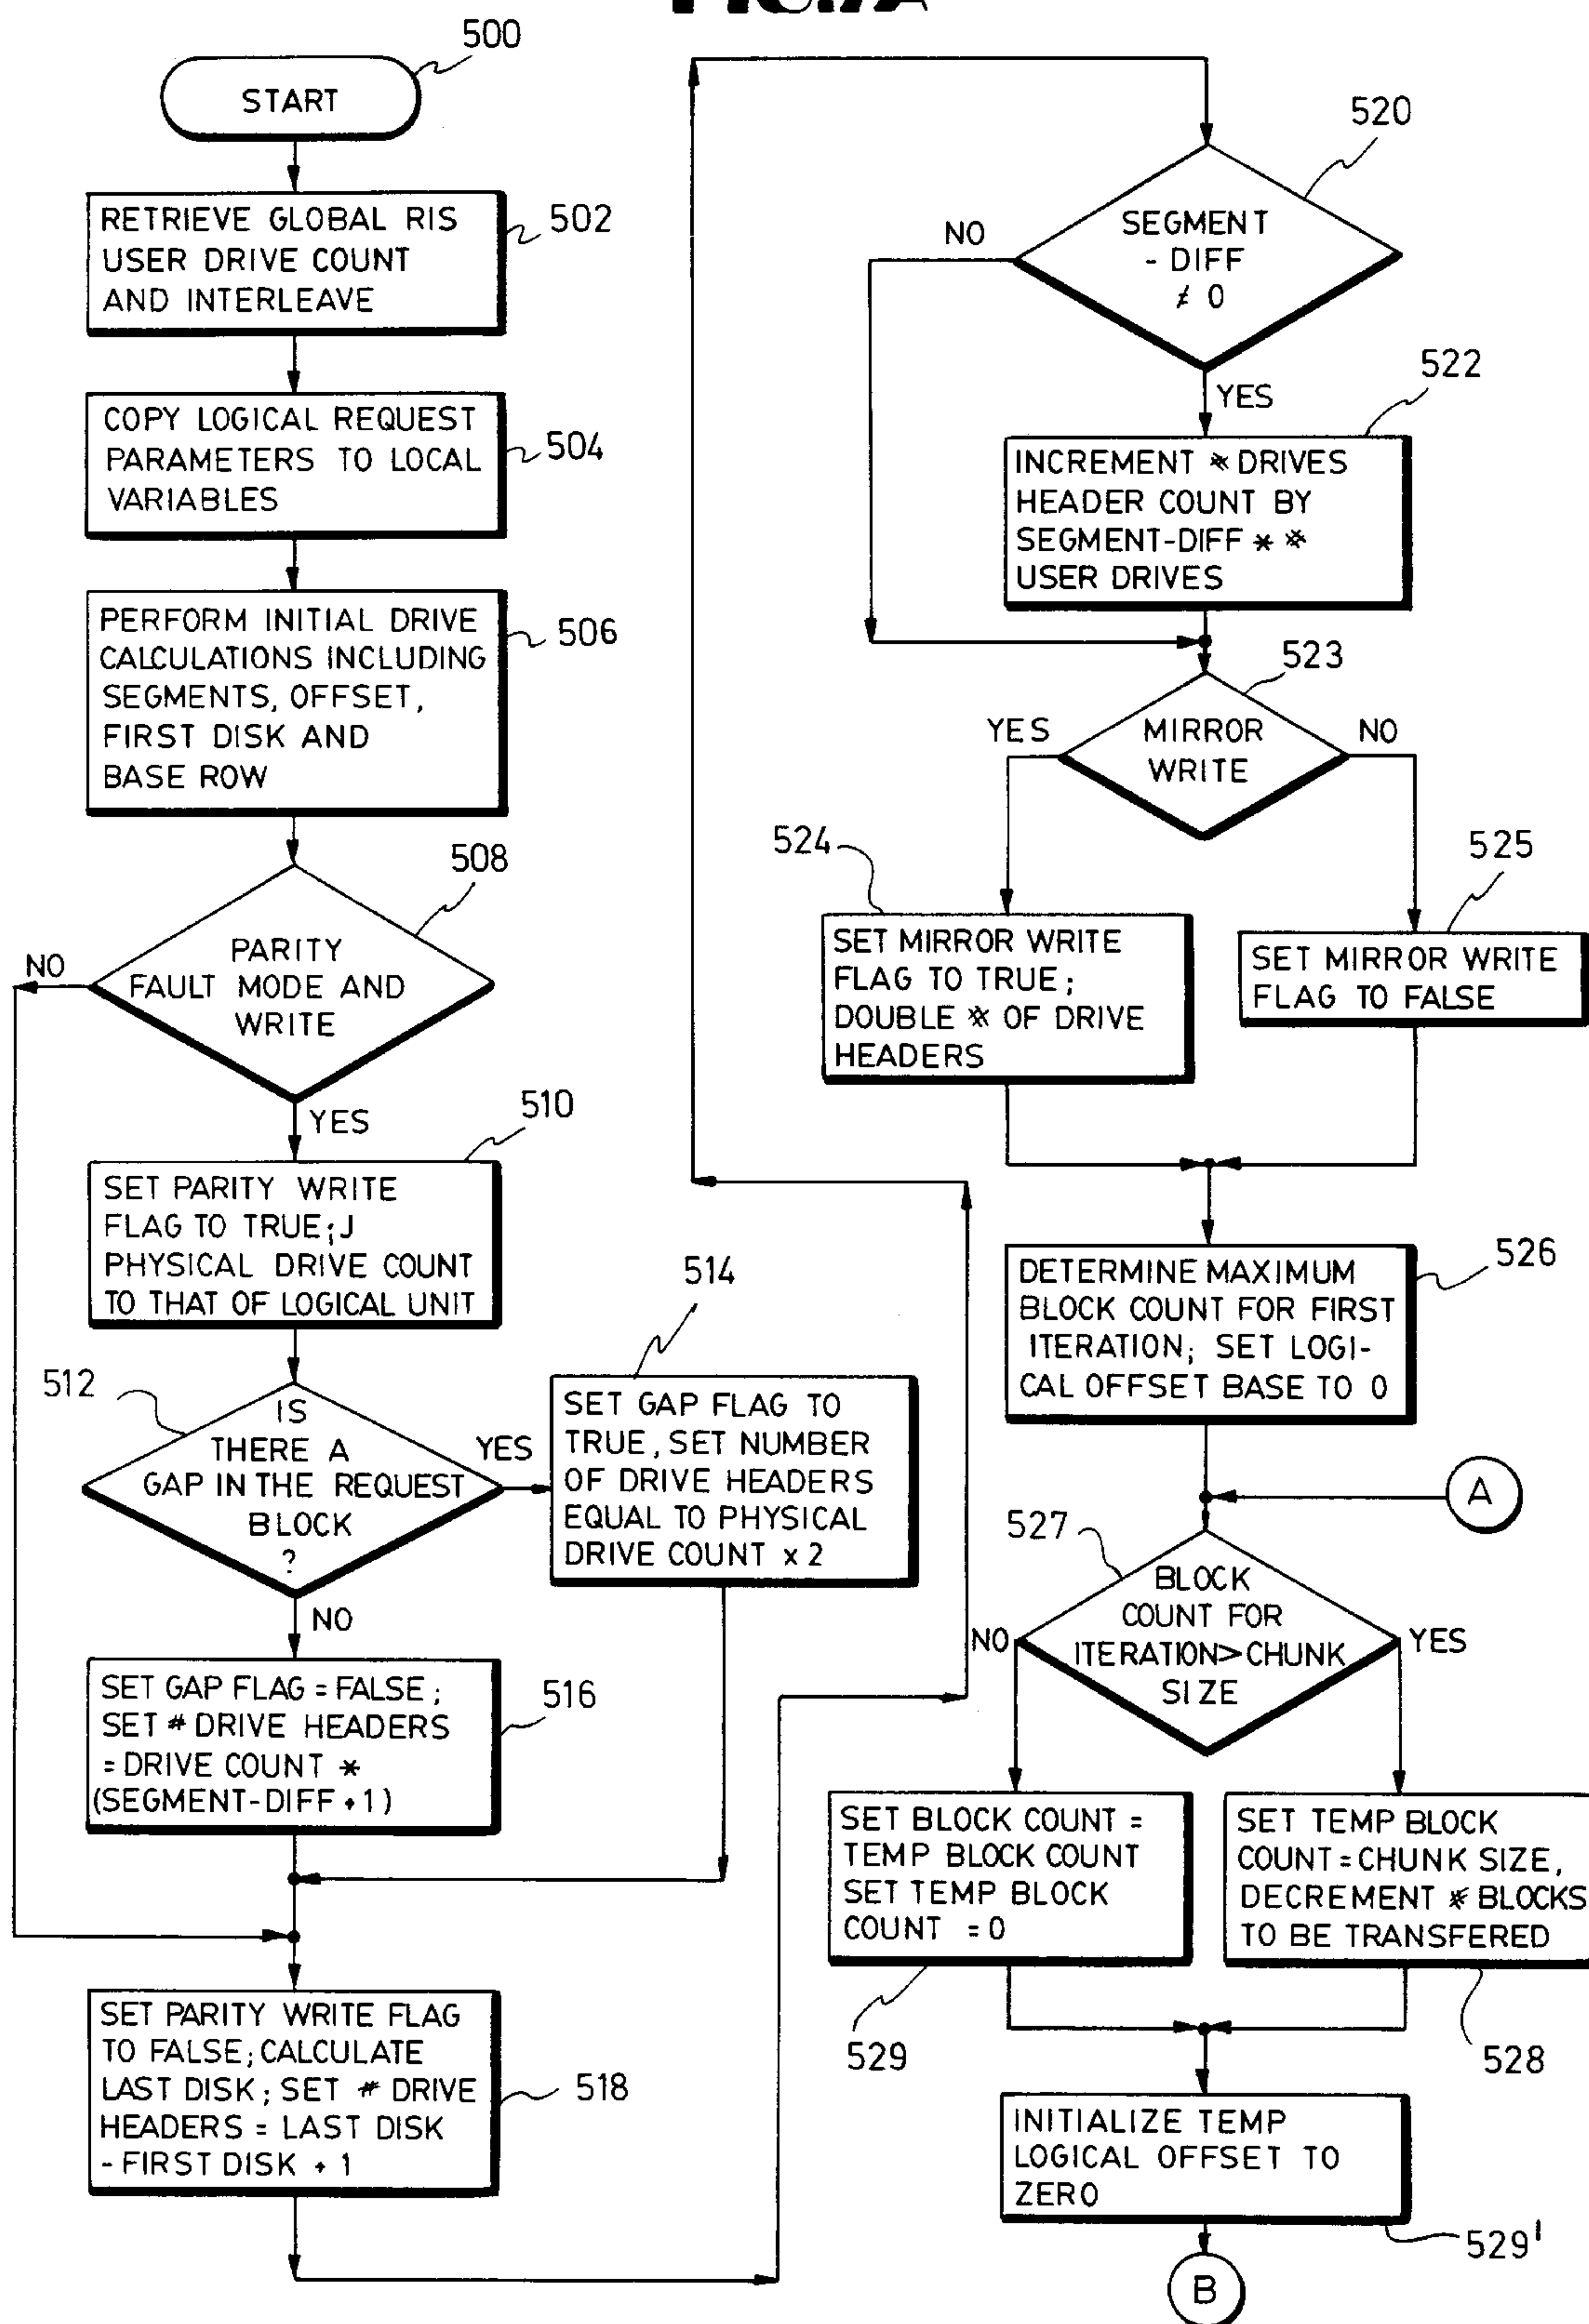 500
START
RETRIEVE GLOBAL RIS
USER DRIVE COUNT
AND INTERLEAVE
502
COPY LOGICAL REQUEST
PARAMETERS TO LOCAL
VARIABLES
504
PERFORM INITIAL DRIVE
CALCULATIONS INCLUDING
SEGMENTS, OFFSET,
FIRST DISK AND
BASE ROW
506
508
PARITY
FAULT MODE AND
WRITE
NO
YES
510
SET PARITY WRITE
FLAG TO TRUE;J
PHYSICAL DRIVE COUNT
TO THAT OF LOGICAL UNIT
512
IS
THERE A
GAP IN THE REQUEST
BLOCK
?
YES
NO
514
SET GAP FLAG TO
TRUE, SET NUMBER
OF DRIVE HEADERS
EQUAL TO PHYSICAL
DRIVE COUNT x 2
SET GAP FLAG = FALSE;
SET # DRIVE HEADERS
= DRIVE COUNT *
(SEGMENT-DIFF +1)
516
SET PARITY WRITE FLAG
TO FALSE; CALCULATE
LAST DISK; SET # DRIVE
HEADERS = LAST DISK
- FIRST DISK + 1
518
520
SEGMENT
- DIFF
≠ 0
NO
YES
522
INCREMENT # DRIVES
HEADER COUNT BY
SEGMENT-DIFF * #
USER DRIVES
523
MIRROR
WRITE
YES
NO
524
SET MIRROR WRITE
FLAG TO TRUE;
DOUBLE # OF DRIVE
HEADERS
525
SET MIRROR WRITE
FLAG TO FALSE
526
DETERMINE MAXIMUM
BLOCK COUNT FOR FIRST
ITERATION; SET LOGI-
CAL OFFSET BASE TO 0
A
527
BLOCK
COUNT FOR
ITERATION> CHUNK
SIZE
NO
YES
SET BLOCK COUNT =
TEMP BLOCK COUNT
SET TEMP BLOCK
COUNT = 0
529
SET TEMP BLOCK
COUNT = CHUNK SIZE,
DECREMENT # BLOCKS
TO BE TRANSFERED
528
INITIALIZE TEMP
LOGICAL OFFSET TO
ZERO
529'
B